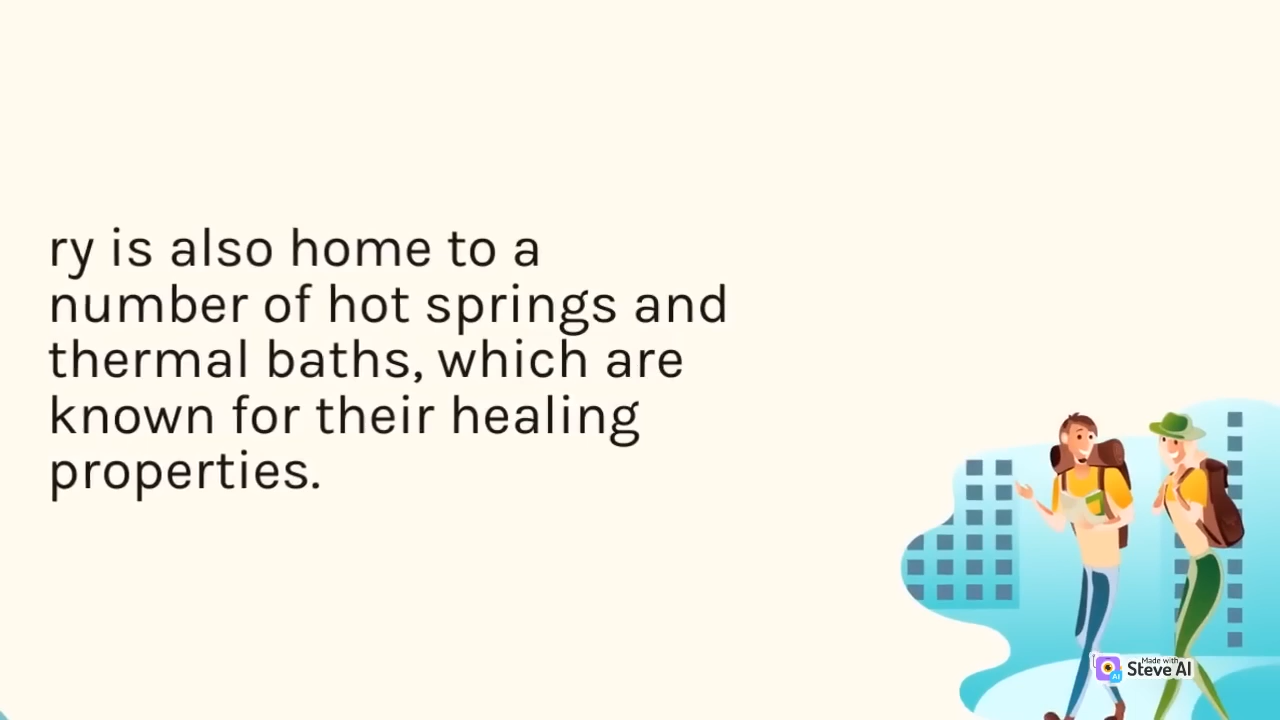 ry is also home to a
number of hot springs and
thermal baths, which are
known for their healing
properties.
Made with
Steve AI
AI